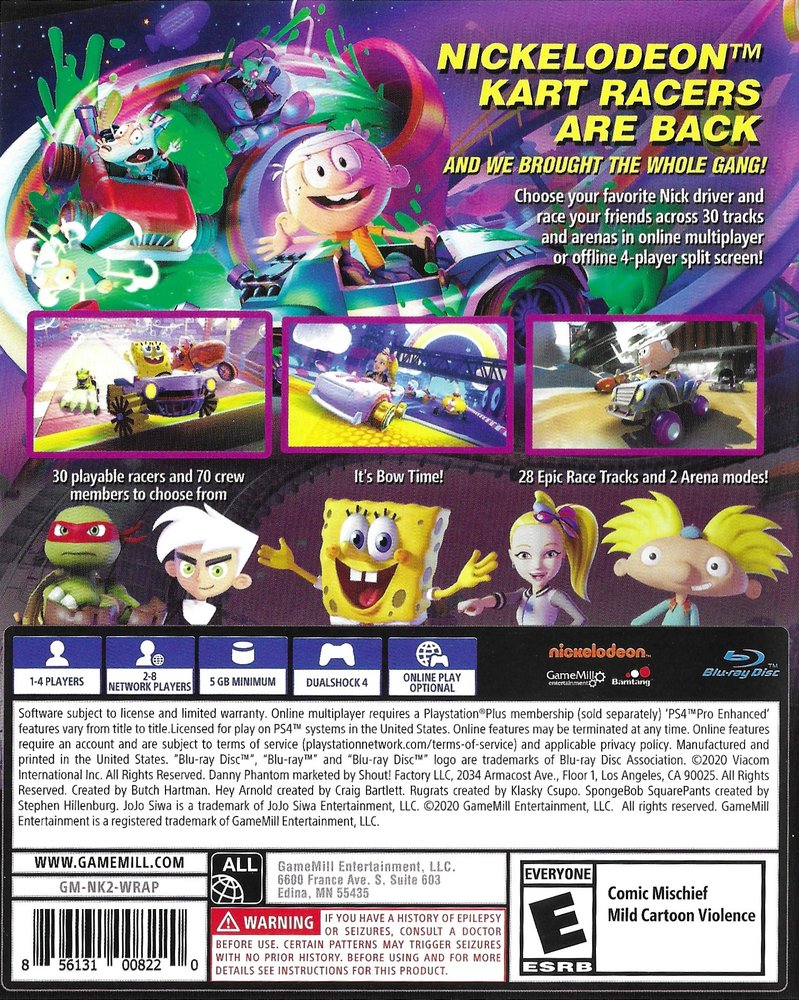 NICKELODEON™
KART RACERS
ARE BACK
AND WE BROUGHT THE WHOLE GANG!
Choose your favorite Nick driver and
race your friends across 30 tracks
and arenas in online multiplayer
or offline 4-player split screen!
30 playable racers and 70 crew
members to choose from
It's Bow Time!
28 Epic Race Tracks and 2 Arena modes!
1-4 PLAYERS
2-8
NETWORK PLAYERS
5 GB MINIMUM
DUALSHOCK 4
ONLINE PLAY
OPTIONAL
nickelodeon™
GameMill
entertainment
Bamtang
Blu-ray Disc™
Software subject to license and limited warranty. Online multiplayer requires a Playstation®Plus membership (sold separately) 'PS4™Pro Enhanced'
features vary from title to title.Licensed for play on PS4™ systems in the United States. Online features may be terminated at any time. Online features
require an account and are subject to terms of service (playstationnetwork.com/terms-of-service) and applicable privacy policy. Manufactured and
printed in the United States. "Blu-ray Disc™", "Blu-ray™" and "Blu-ray Disc™" logo are trademarks of Blu-ray Disc Association. ©2020 Viacom
International Inc. All Rights Reserved. Danny Phantom marketed by Shout! Factory LLC, 2034 Armacost Ave., Floor 1, Los Angeles, CA 90025. All Rights
Reserved. Created by Butch Hartman. Hey Arnold created by Craig Bartlett. Rugrats created by Klasky Csupo. SpongeBob SquarePants created by
Stephen Hillenburg. JoJo Siwa is a trademark of JoJo Siwa Entertainment, LLC. ©2020 GameMill Entertainment, LLC. All rights reserved. GameMill
Entertainment is a registered trademark of GameMill Entertainment, LLC.
WWW.GAMEMILL.COM
GM-NK2-WRAP
8 56131 00822 0
ALL
GameMill Entertainment, LLC.
6600 France Ave. S. Suite 603
Edina, MN 55435
WARNING
IF YOU HAVE A HISTORY OF EPILEPSY
OR SEIZURES, CONSULT A DOCTOR
BEFORE USE. CERTAIN PATTERNS MAY TRIGGER SEIZURES
WITH NO PRIOR HISTORY. BEFORE USING AND FOR MORE
DETAILS SEE INSTRUCTIONS FOR THIS PRODUCT.
EVERYONE
E
ESRB
Comic Mischief
Mild Cartoon Violence